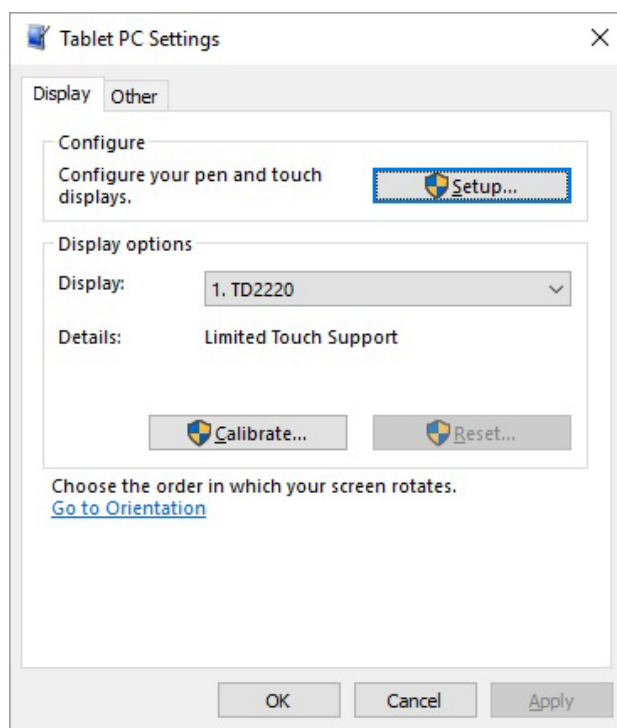 Tablet PC Settings
Display
Other
Configure
Configure your pen and touch
displays.
Setup...
Display options
Display:
1. TD2220
Details:
Limited Touch Support
Calibrate...
Reset...
Choose the order in which your screen rotates.
Go to Orientation
OK
Cancel
Apply